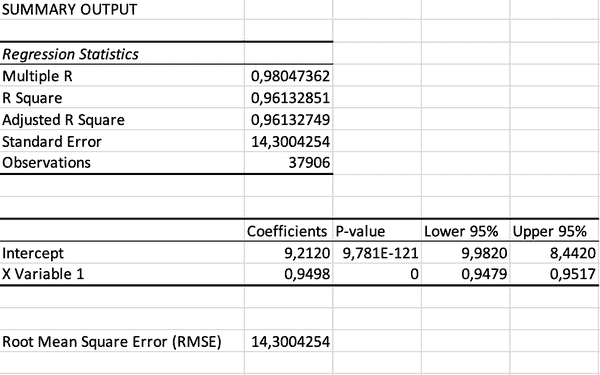 SUMMARY OUTPUT
Regression Statistics
Multiple R 0,98047362
R Square 0,96132851
Adjusted R Square 0,96132749
Standard Error 14,3004254
Observations 37906
Coefficients P-value Lower 95% Upper 95%
Intercept 9,2120 9,781E-121 9,9820 8,4420
X Variable 1 0,9498 0 0,9479 0,9517
Root Mean Square Error (RMSE) 14,3004254